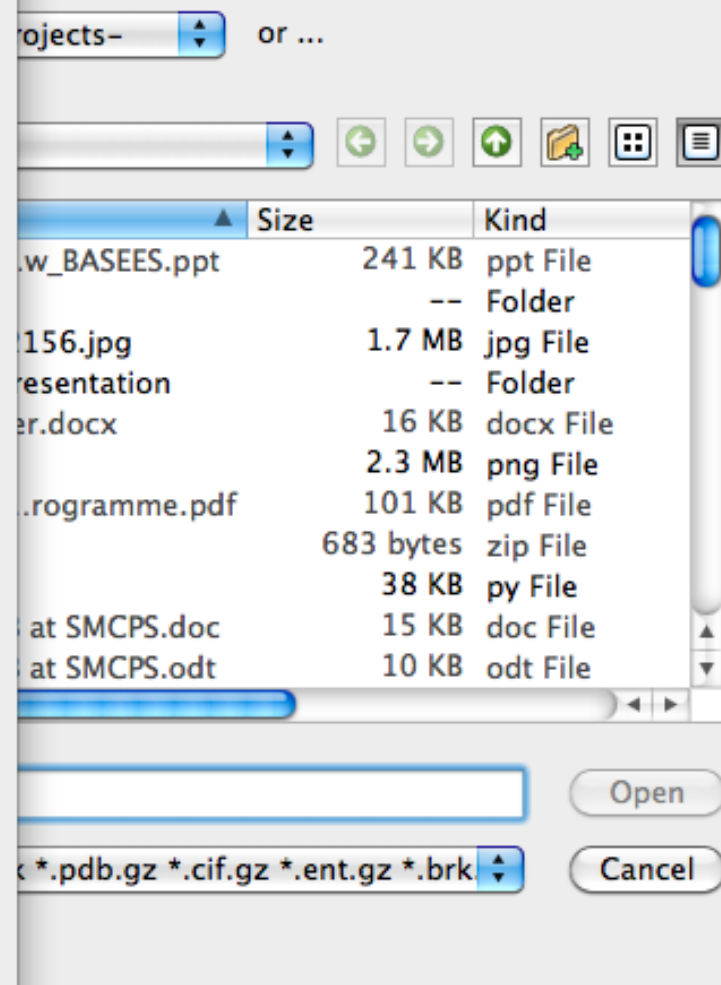 rojects- or ...
Size Kind
.w_BASEES.ppt 241 KB ppt File
-- Folder
156.jpg 1.7 MB jpg File
resentation -- Folder
er.docx 16 KB docx File
2.3 MB png File
..rogramme.pdf 101 KB pdf File
683 bytes zip File
38 KB py File
at SMCPS.doc 15 KB doc File
at SMCPS.odt 10 KB odt File
Open
*.pdb.gz *.cif.gz *.ent.gz *.brk. Cancel